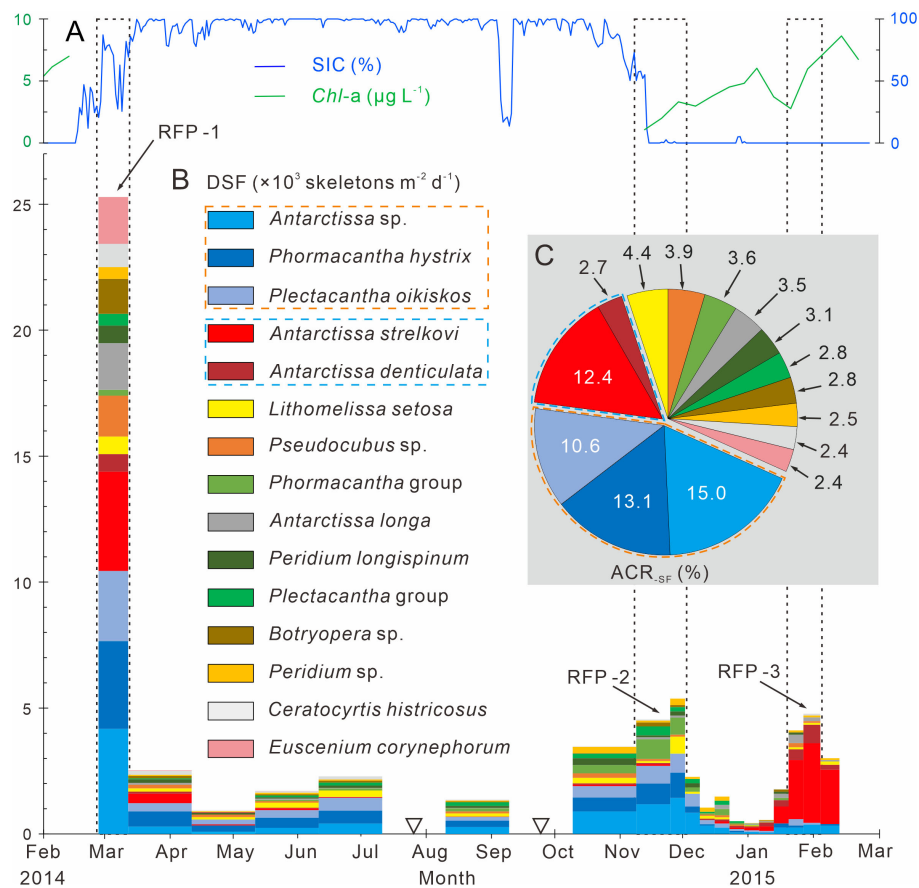 10
A
100
SIC (%)
5
50
Chl-a (µg L⁻¹)
0
0
RFP -1
B
DSF (×10³ skeletons m⁻² d⁻¹)
25
Antarctissa sp.
Phormacantha hystrix
Plectacantha oikiskos
20
Antarctissa strelkovi
Antarctissa denticulata
Lithomelissa setosa
15
Pseudocubus sp.
Phormacantha group
Antarctissa longa
10
Peridium longispinum
Plectacantha group
Botryopera sp.
5
Peridium sp.
Ceratocyrtis histricosus
Euscenium corynephorum
0
C
2.7
4.4
3.9
3.6
3.5
3.1
2.8
2.8
2.5
2.4
2.4
12.4
10.6
13.1
15.0
ACR-SF (%)
RFP -2
RFP -3
Feb Mar Apr May Jun Jul Aug Sep Oct Nov Dec Jan Feb Mar
2014 Month 2015